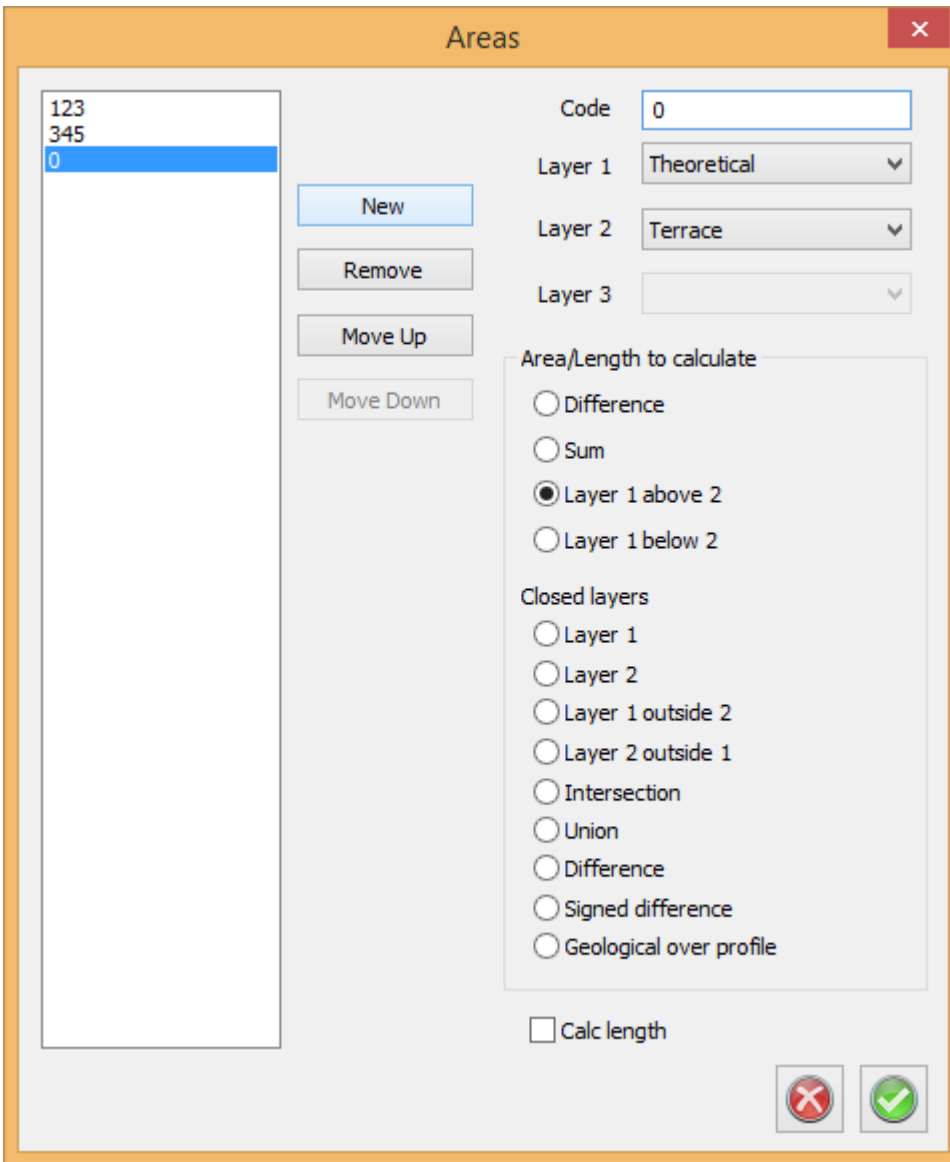 Areas
123
345
0
New
Remove
Move Up
Move Down
Code 0
Layer 1 Theoretical
Layer 2 Terrace
Layer 3
Area/Length to calculate
Difference
Sum
Layer 1 above 2
Layer 1 below 2
Closed layers
Layer 1
Layer 2
Layer 1 outside 2
Layer 2 outside 1
Intersection
Union
Difference
Signed difference
Geological over profile
Calc length